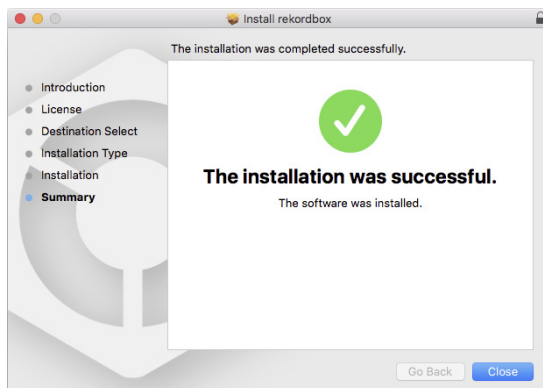 Install rekordbox
The installation was completed successfully.
Introduction
License
Destination Select
Installation Type
Installation
Summary
The installation was successful.
The software was installed.
Go Back
Close